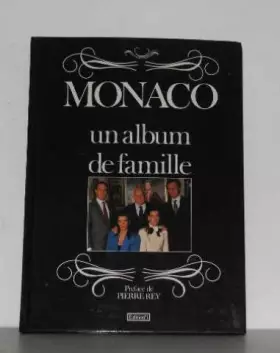 MONACO
un album
de famille
Préface de
PIERRE REY